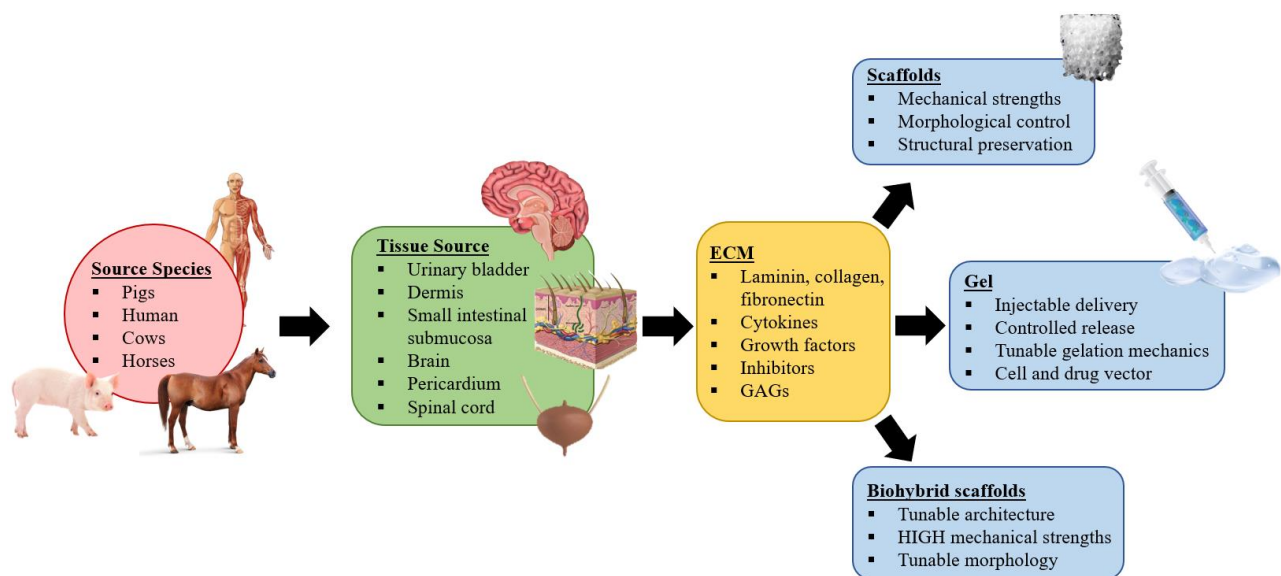 Source Species
▪ Pigs
▪ Human
▪ Cows
▪ Horses
Tissue Source
▪ Urinary bladder
▪ Dermis
▪ Small intestinal
submucosa
▪ Brain
▪ Pericardium
▪ Spinal cord
ECM
▪ Laminin, collagen,
fibronectin
▪ Cytokines
▪ Growth factors
▪ Inhibitors
▪ GAGs
Scaffolds
▪ Mechanical strengths
▪ Morphological control
▪ Structural preservation
Gel
▪ Injectable delivery
▪ Controlled release
▪ Tunable gelation mechanics
▪ Cell and drug vector
Biohybrid scaffolds
▪ Tunable architecture
▪ HIGH mechanical strengths
▪ Tunable morphology